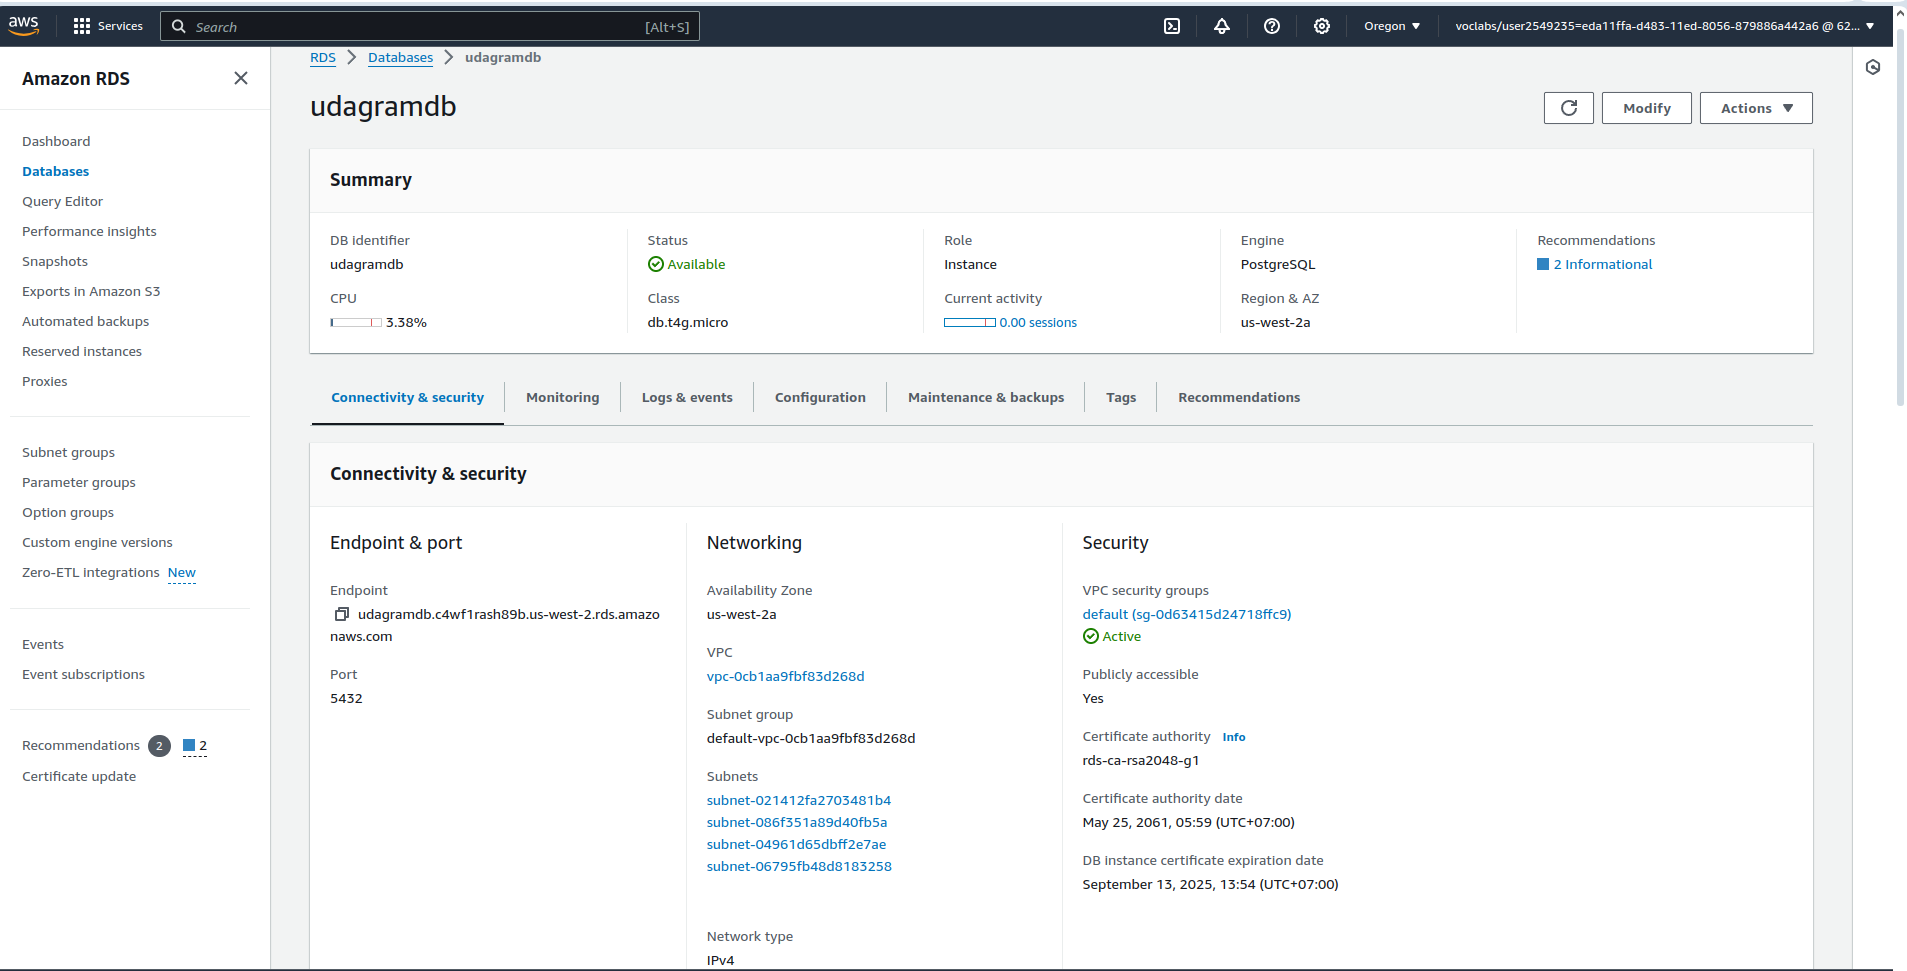 aws
Services
Search
[Alt+S]
Oregon
voclabs/user2549235=eda11ffa-d483-11ed-8056-879886a442a6 @ 62...
Amazon RDS
Dashboard
Databases
Query Editor
Performance insights
Snapshots
Exports in Amazon S3
Automated backups
Reserved instances
Proxies
Subnet groups
Parameter groups
Option groups
Custom engine versions
Zero-ETL integrations New
Events
Event subscriptions
Recommendations 2 2
Certificate update
RDS Databases udagramdb
udagramdb
Modify
Actions
Summary
DB identifier
udagramdb
CPU
3.38%
Status
Available
Class
db.t4g.micro
Role
Instance
Current activity
0.00 sessions
Engine
PostgreSQL
Region & AZ
us-west-2a
Recommendations
2 Informational
Connectivity & security
Monitoring
Logs & events
Configuration
Maintenance & backups
Tags
Recommendations
Connectivity & security
Endpoint & port
Endpoint
udagramdb.c4wf1rash89b.us-west-2.rds.amazo
naws.com
Port
5432
Networking
Availability Zone
us-west-2a
VPC
vpc-0cb1aa9fbf83d268d
Subnet group
default-vpc-0cb1aa9fbf83d268d
Subnets
subnet-021412fa2703481b4
subnet-086f351a89d40fb5a
subnet-04961d65dbff2e7ae
subnet-06795fb48d8183258
Network type
IPv4
Security
VPC security groups
default (sg-0d63415d24718ffc9)
Active
Publicly accessible
Yes
Certificate authority Info
rds-ca-rsa2048-g1
Certificate authority date
May 25, 2061, 05:59 (UTC+07:00)
DB instance certificate expiration date
September 13, 2025, 13:54 (UTC+07:00)